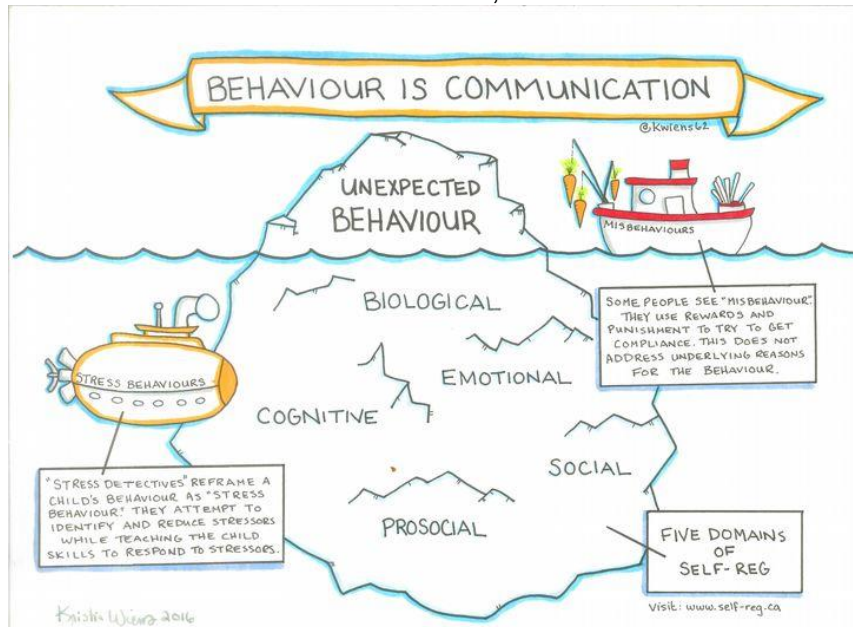 BEHAVIOUR IS COMMUNICATION
@Kwiens62
UNEXPECTED
BEHAVIOUR
MISBEHAVIOURS
BIOLOGICAL
SOME PEOPLE SEE "MISBEHAVIOUR".
THEY USE REWARDS AND
PUNISHMENT TO TRY TO GET
COMPLIANCE. THIS DOES NOT
ADDRESS UNDERLYING REASONS
FOR THE BEHAVIOUR.
STRESS BEHAVIOURS
EMOTIONAL
COGNITIVE
SOCIAL
"STRESS DETECTIVES" REFRAME A
CHILD'S BEHAVIOUR AS "STRESS
BEHAVIOUR." THEY ATTEMPT TO
IDENTIFY AND REDUCE STRESSORS
WHILE TEACHING THE CHILD
SKILLS TO RESPOND TO STRESSORS.
PROSOCIAL
FIVE DOMAINS
OF
SELF-REG
Visit: www.self-reg.ca
Kristin Wiens 2016